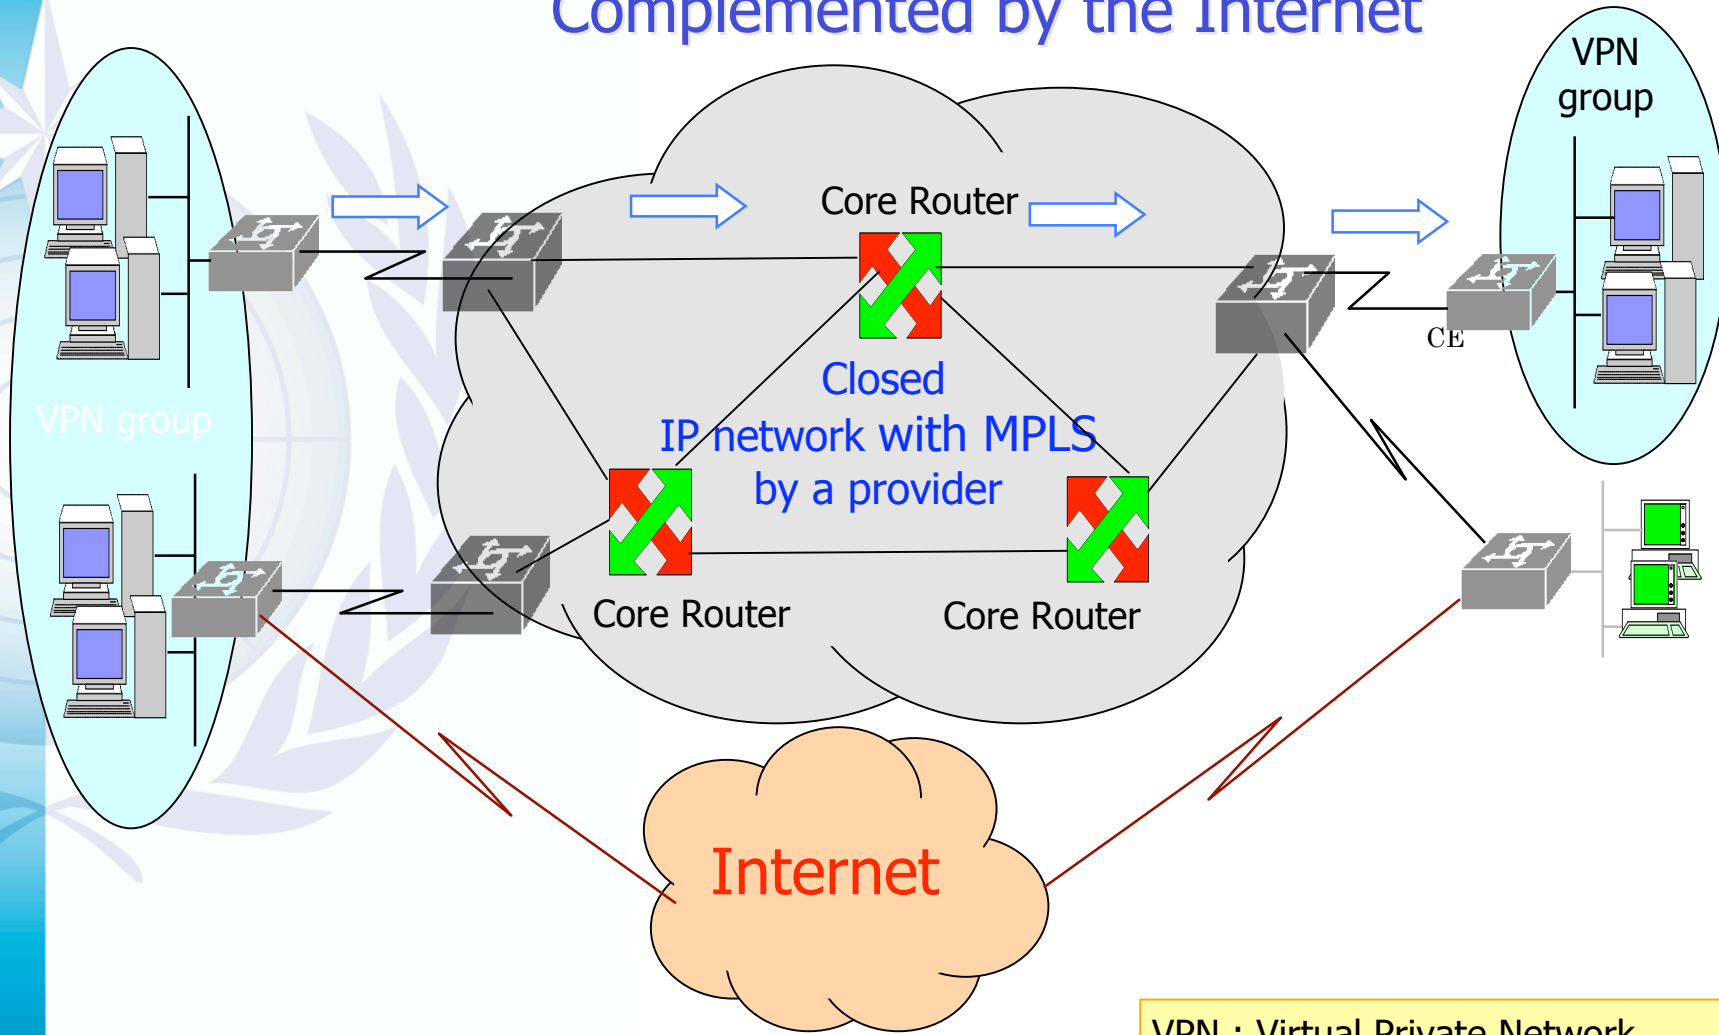 Complemented by the Internet
VPN
group
Core Router
CE
Closed
IP network with MPLS
by a provider
VPN group
Core Router
Core Router
Internet
VPN : Virtual Private Network